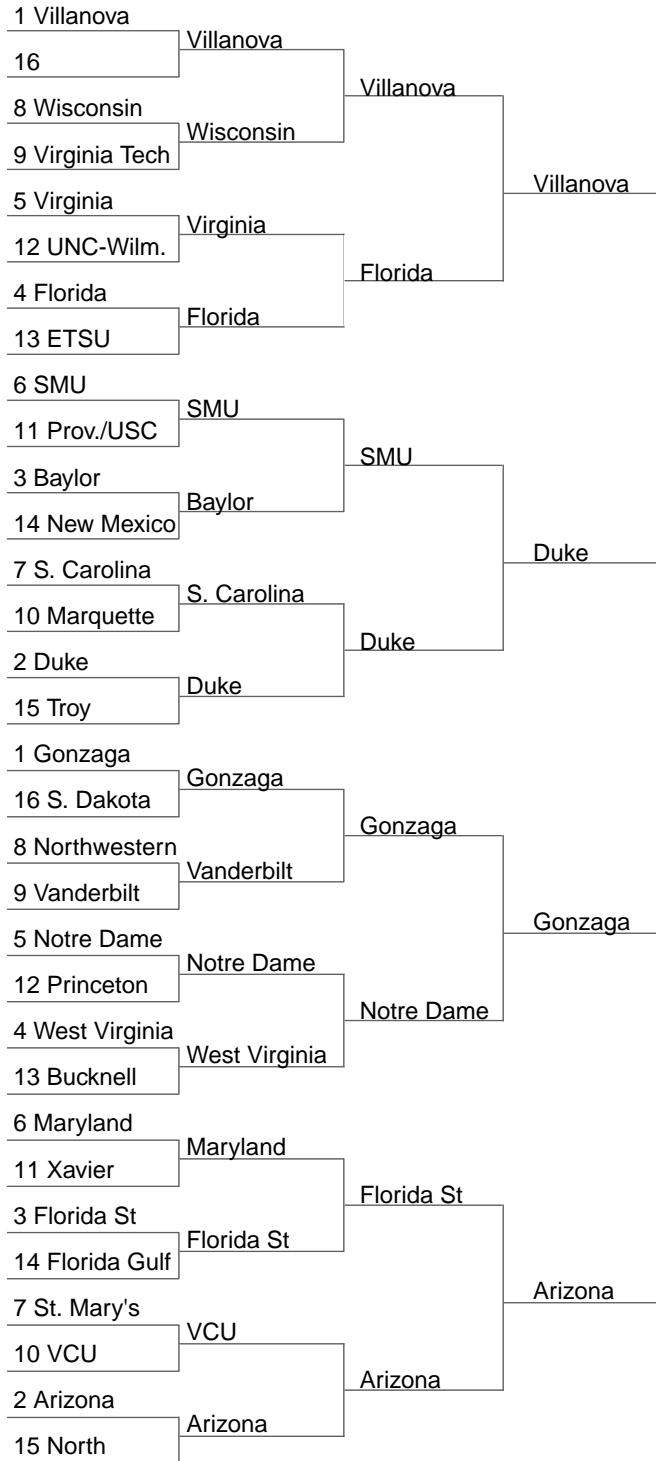 1 Villanova
16
8 Wisconsin
9 Virginia Tech
5 Virginia
12 UNC-Wilm.
4 Florida
13 ETSU
6 SMU
11 Prov./USC
3 Baylor
14 New Mexico
7 S. Carolina
10 Marquette
2 Duke
15 Troy
1 Gonzaga
16 S. Dakota
8 Northwestern
9 Vanderbilt
5 Notre Dame
12 Princeton
4 West Virginia
13 Bucknell
6 Maryland
11 Xavier
3 Florida St
14 Florida Gulf
7 St. Mary's
10 VCU
2 Arizona
15 North
Villanova
Wisconsin
Virginia
Florida
SMU
Baylor
S. Carolina
Duke
Gonzaga
Vanderbilt
Notre Dame
West Virginia
Maryland
Florida St
VCU
Arizona
Villanova
Florida
SMU
Duke
Gonzaga
Notre Dame
Florida St
Arizona
Villanova
Duke
Gonzaga
Arizona